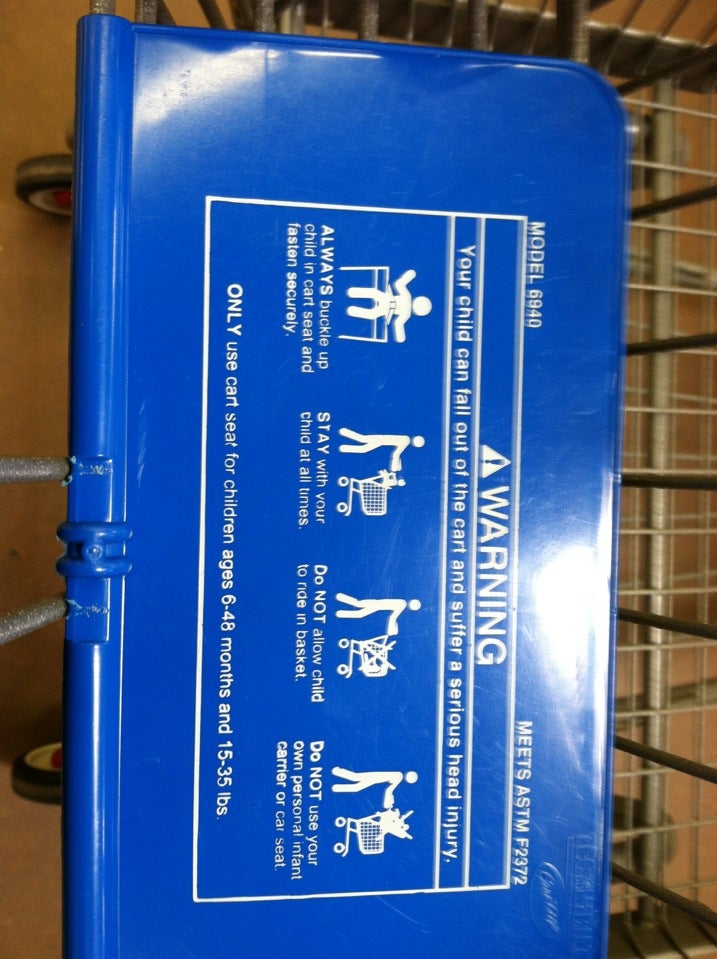 MODEL 6940
MEETS ASTM F2372
WARNING
Your child can fall out of the cart and suffer a serious head injury.
ALWAYS buckle up
child in cart seat and
fasten securely.
STAY with your
child at all times.
Do NOT allow child
to ride in basket.
Do NOT use your
own personal infant
carrier or car seat.
ONLY use cart seat for children ages 6-48 months and 15-35 lbs.